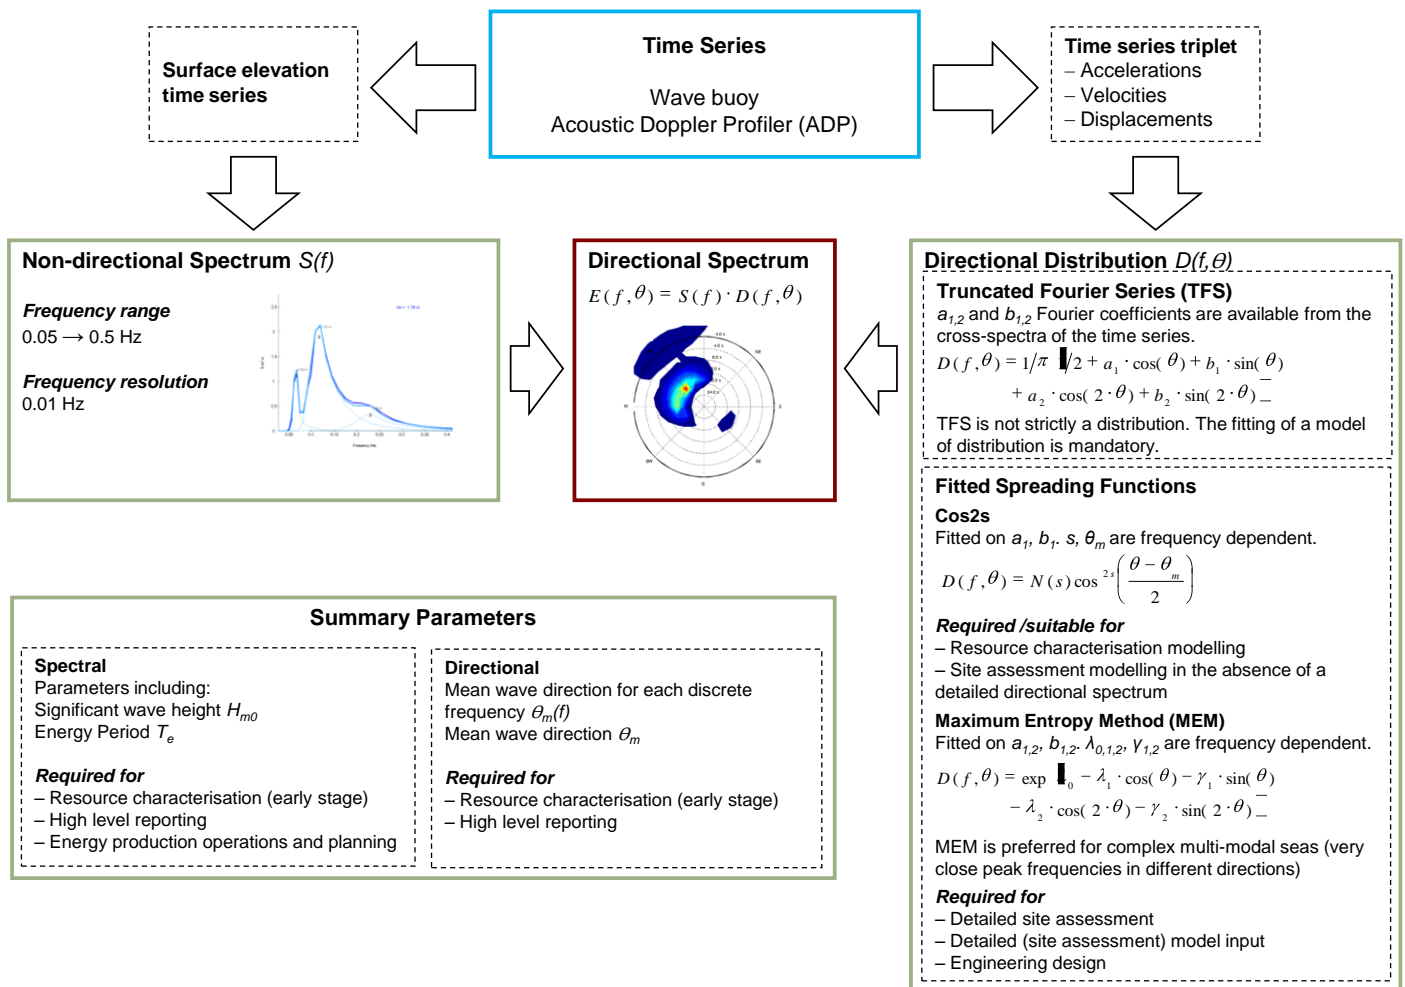 Time Series
Wave buoy
Acoustic Doppler Profiler (ADP)
Surface elevation
time series
Time series triplet
– Accelerations
– Velocities
– Displacements
Non-directional Spectrum S(f)
Frequency range
0.05 → 0.5 Hz
Frequency resolution
0.01 Hz
Frequency (Hz)
Directional Spectrum
E(f,θ) = S(f)·D(f,θ)
Directional Distribution D(f,θ)
Truncated Fourier Series (TFS)
a1,2 and b1,2 Fourier coefficients are available from the
cross-spectra of the time series.
D(f,θ) = 1/π 1/2 + a1·cos(θ) + b1·sin(θ)
+ a2·cos(2·θ) + b2·sin(2·θ)
TFS is not strictly a distribution. The fitting of a model
of distribution is mandatory.
Fitted Spreading Functions
Cos2s
Fitted on a1, b1. s, θm are frequency dependent.
D(f,θ) = N(s)cos 2s((θ − θm)/2)
Required /suitable for
– Resource characterisation modelling
– Site assessment modelling in the absence of a
detailed directional spectrum
Maximum Entropy Method (MEM)
Fitted on a1,2, b1,2. λ0,1,2, γ1,2 are frequency dependent.
D(f,θ) = exp 0 − λ1·cos(θ) − γ1·sin(θ)
− λ2·cos(2·θ) − γ2·sin(2·θ)
MEM is preferred for complex multi-modal seas (very
close peak frequencies in different directions)
Required for
– Detailed site assessment
– Detailed (site assessment) model input
– Engineering design
Summary Parameters
Spectral
Parameters including:
Significant wave height Hm0
Energy Period Te
Required for
– Resource characterisation (early stage)
– High level reporting
– Energy production operations and planning
Directional
Mean wave direction for each discrete
frequency θm(f)
Mean wave direction θm
Required for
– Resource characterisation (early stage)
– High level reporting